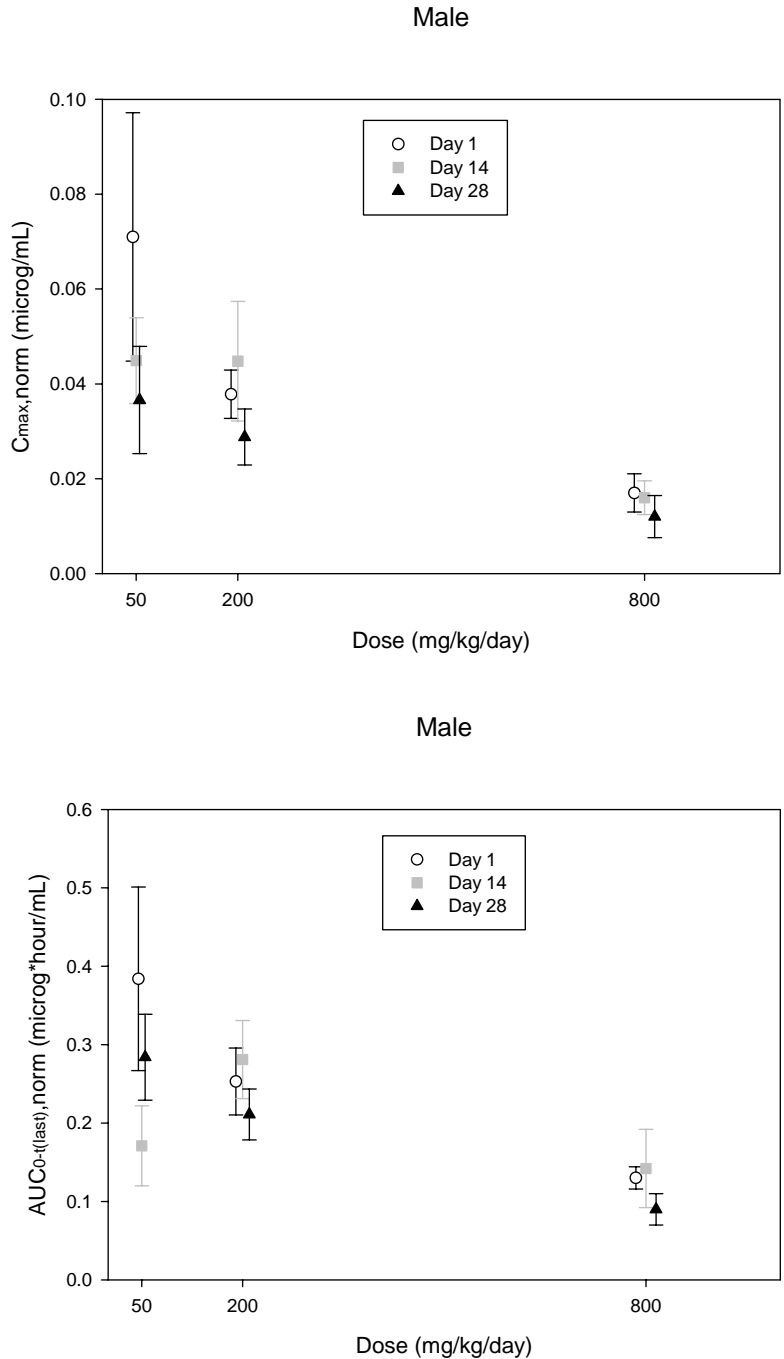 Male
0.10
0.08
0.06
0.04
0.02
0.00
Cmax,norm (microg/mL)
Day 1
Day 14
Day 28
50 200 800
Dose (mg/kg/day)
Male
0.6
0.5
0.4
0.3
0.2
0.1
0.0
AUC0-t(last),norm (microg*hour/mL)
Day 1
Day 14
Day 28
50 200 800
Dose (mg/kg/day)